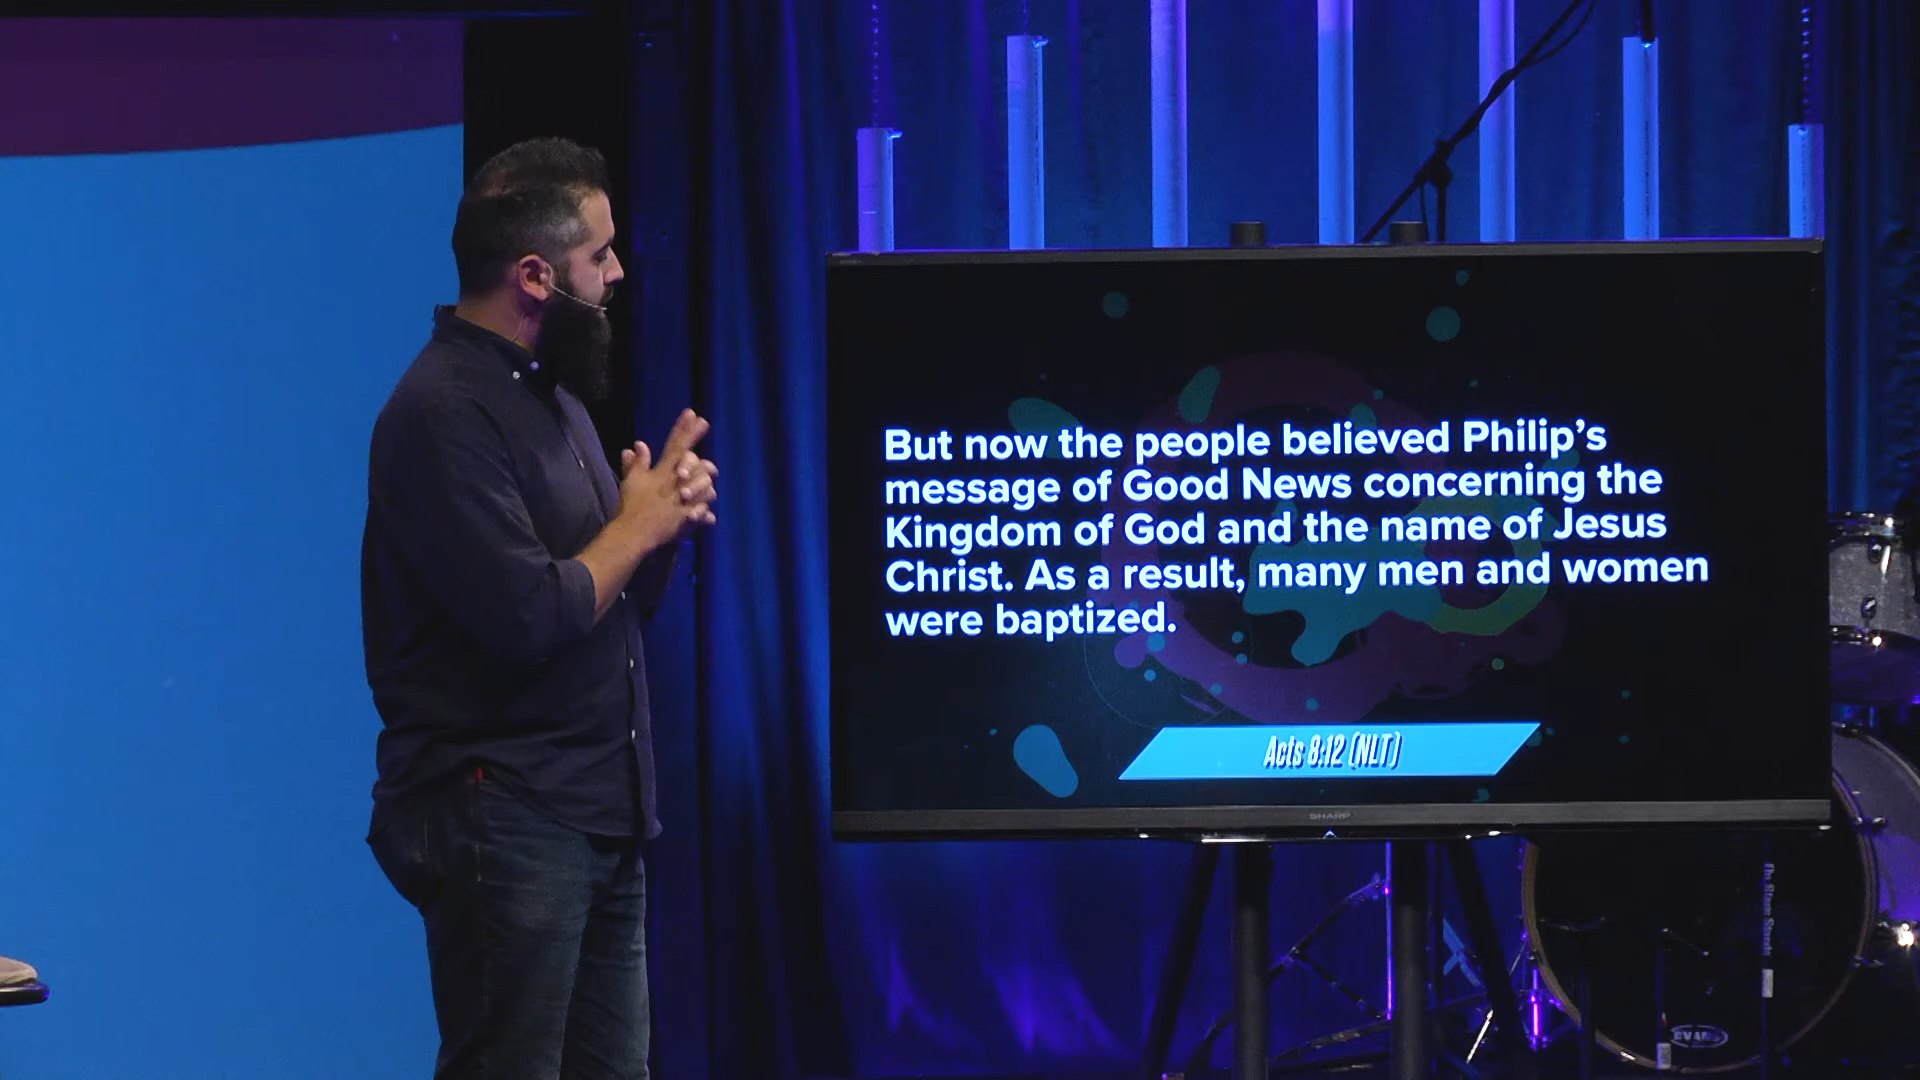 But now the people believed Philip's
message of Good News concerning the
Kingdom of God and the name of Jesus
Christ. As a result, many men and women
were baptized.
Acts 8:12 (NLT)
SHARP
EVANS